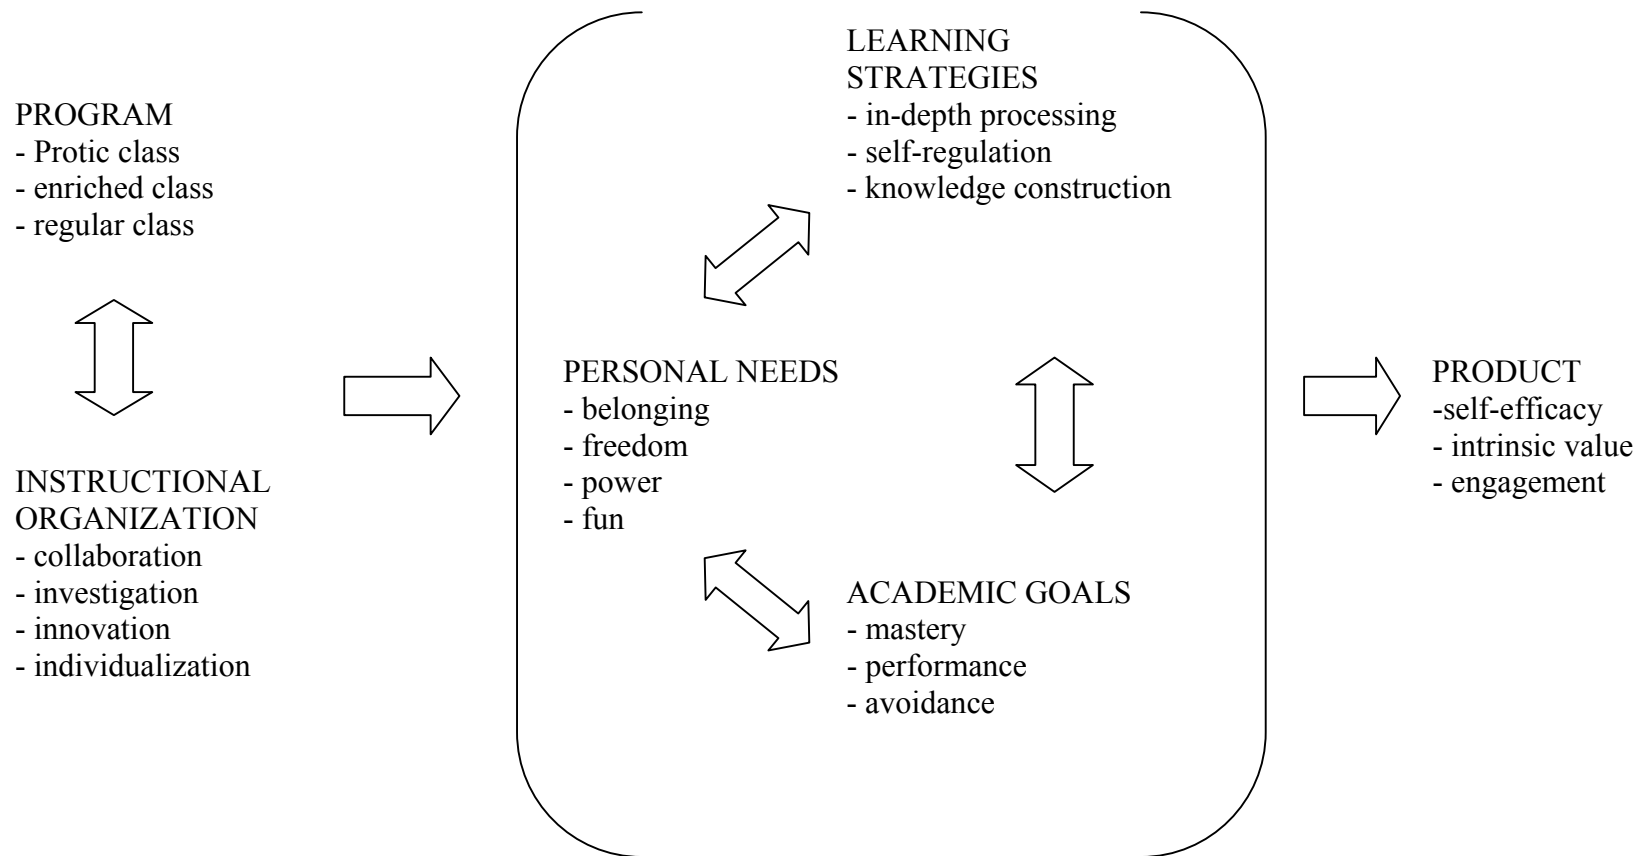 PROGRAM
- Protic class
- enriched class
- regular class
INSTRUCTIONAL
ORGANIZATION
- collaboration
- investigation
- innovation
- individualization
LEARNING
STRATEGIES
- in-depth processing
- self-regulation
- knowledge construction
PERSONAL NEEDS
- belonging
- freedom
- power
- fun
ACADEMIC GOALS
- mastery
- performance
- avoidance
PRODUCT
-self-efficacy
- intrinsic value
- engagement